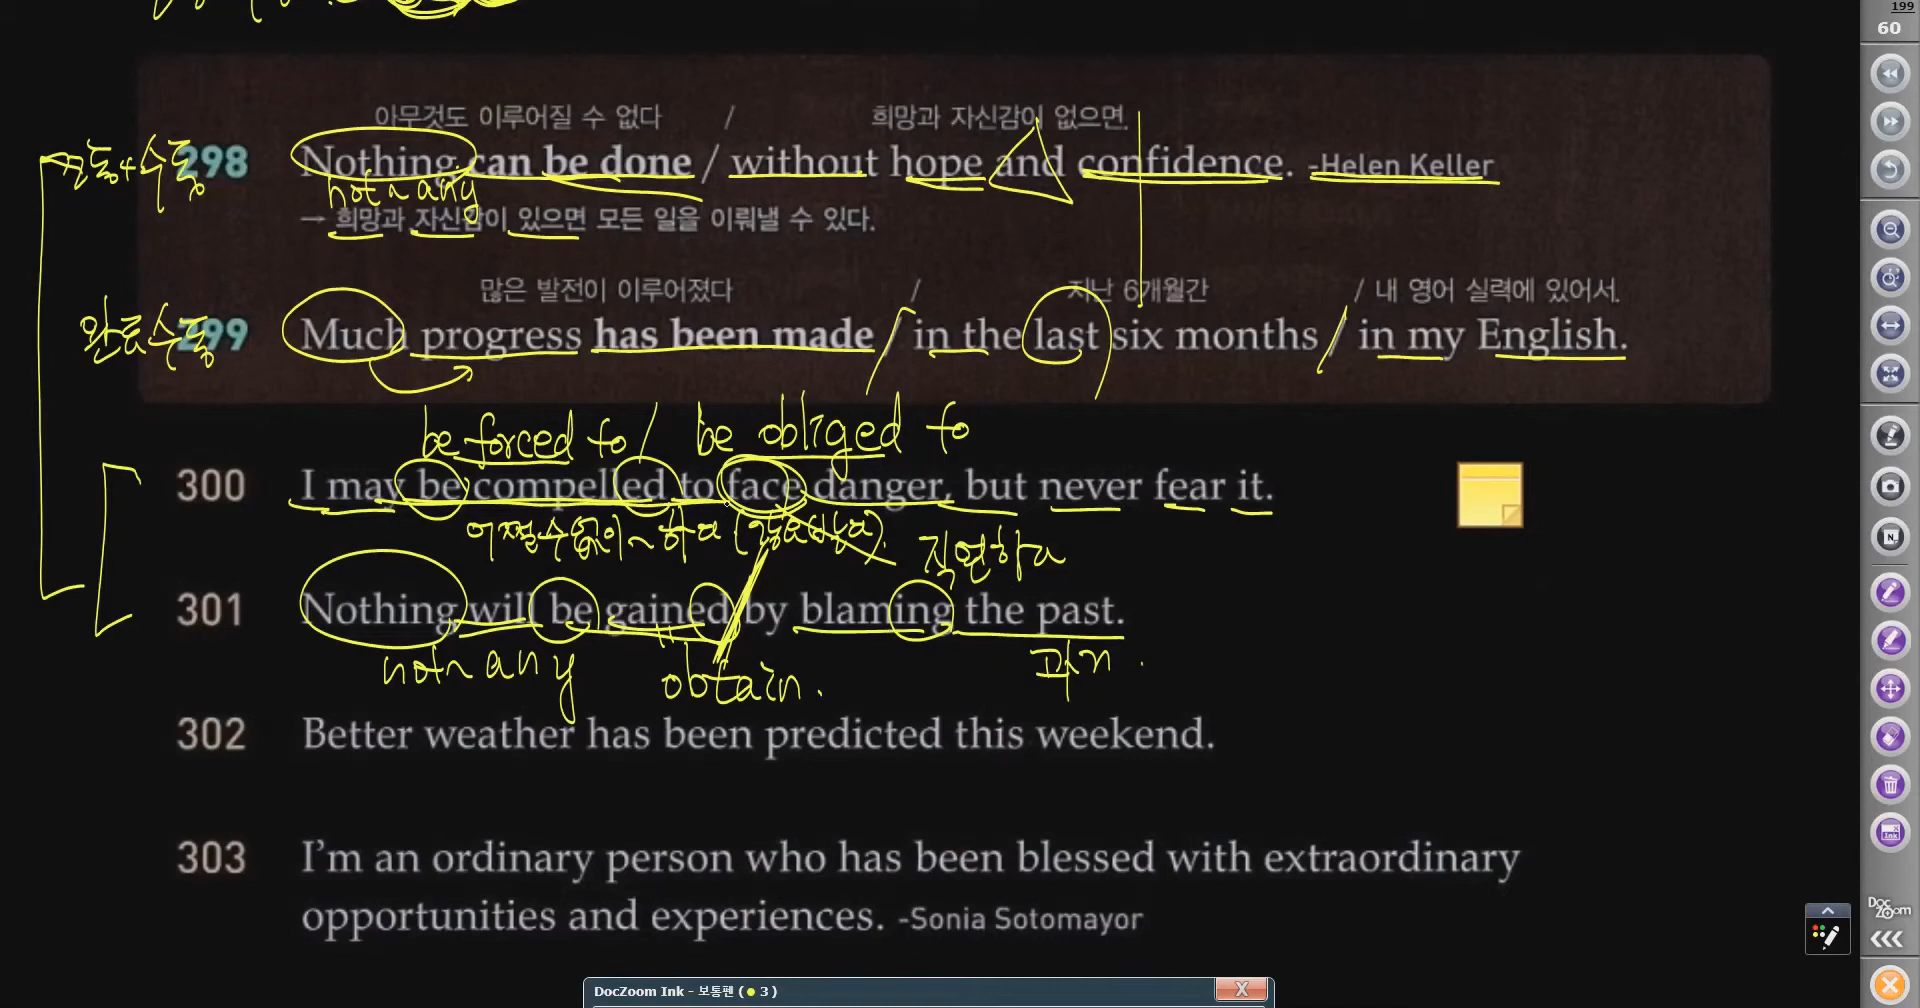 199
60
아무것도 이루어질 수 없다 / 희망과 자신감이 없으면.
298 Nothing can be done / without hope and confidence. -Helen Keller
not~any
→ 희망과 자신감이 있으면 모든 일을 이뤄낼 수 있다.
많은 발전이 이루어졌다 / 지난 6개월간 / 내 영어 실력에 있어서.
완료수동
299 Much progress has been made / in the last six months / in my English.
be forced to / be obliged to
300 I may be compelled to face danger, but never fear it.
어쩔수없이~하다
직면하다
301 Nothing will be gained by blaming the past.
not~any obtain. 과거.
302 Better weather has been predicted this weekend.
303 I'm an ordinary person who has been blessed with extraordinary
opportunities and experiences. -Sonia Sotomayor
DocZoom
DocZoom Ink - 보통펜 ( ● 3 ) X